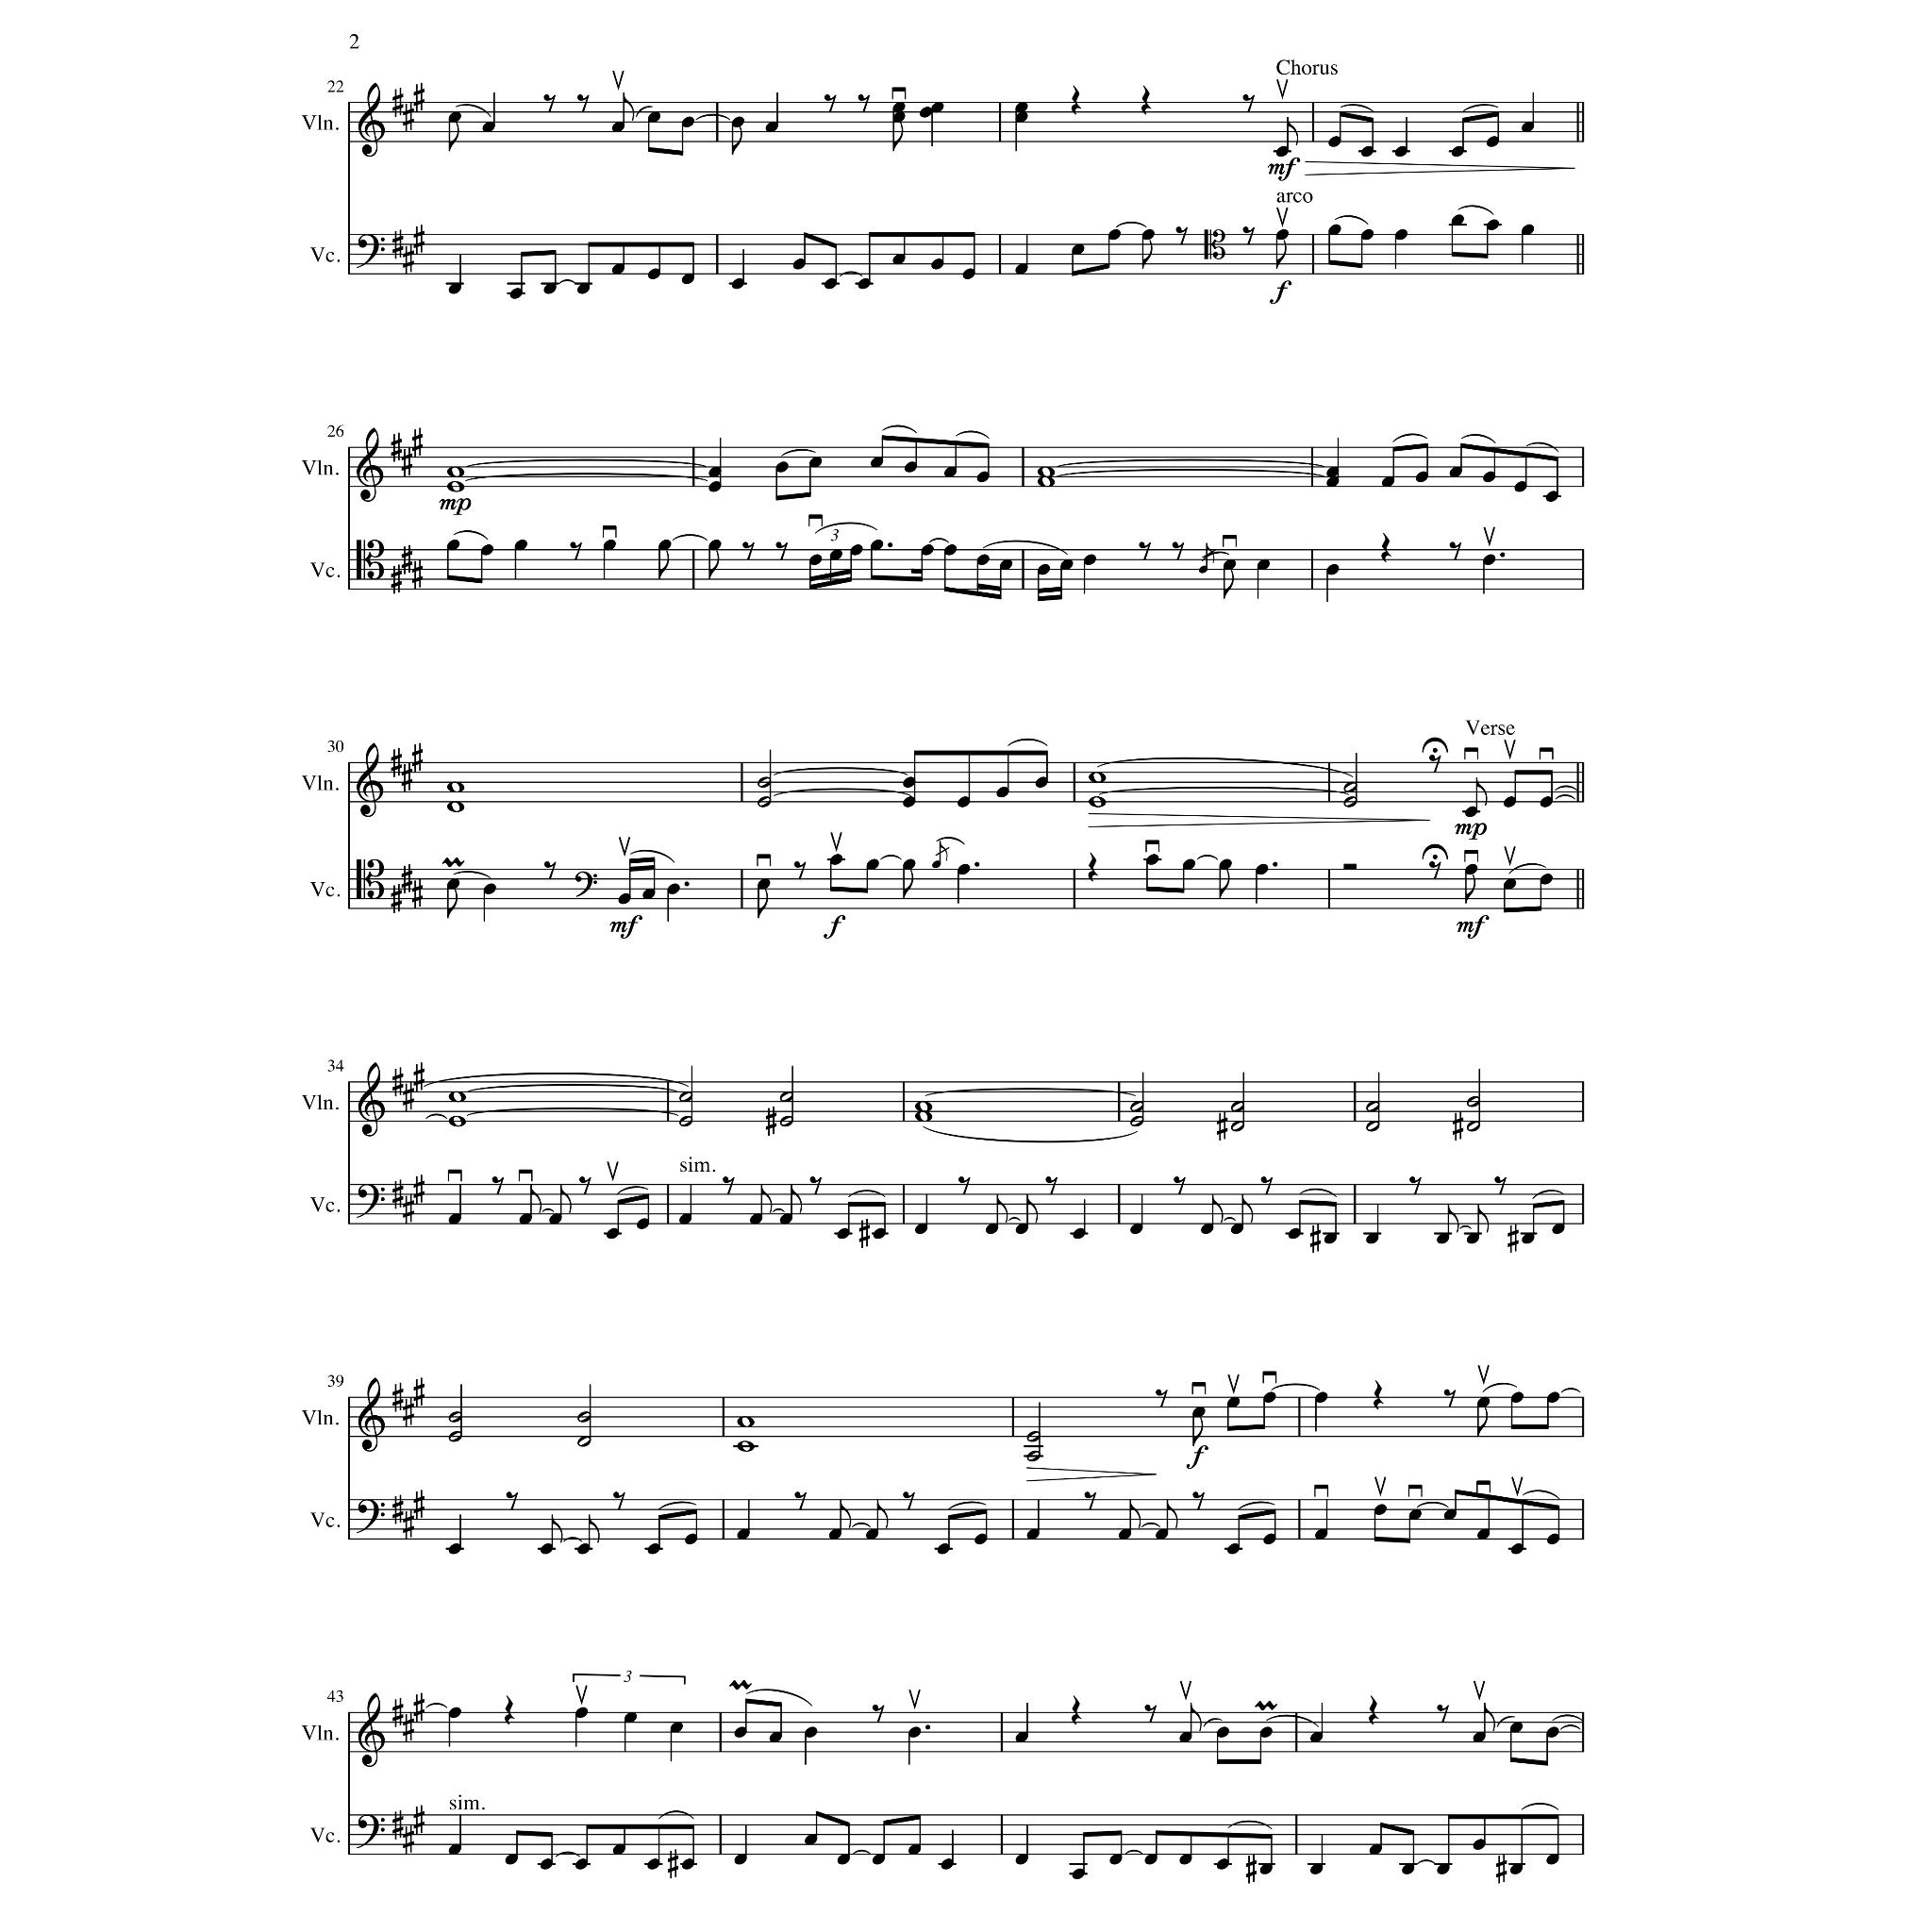 2
Chorus
22
Vln.
mf
arco
Vc.
f
26
Vln.
mp
3
Vc.
Verse
30
Vln.
mp
Vc.
mf
f
mf
34
Vln.
sim.
Vc.
39
Vln.
f
Vc.
3
43
Vln.
sim.
Vc.